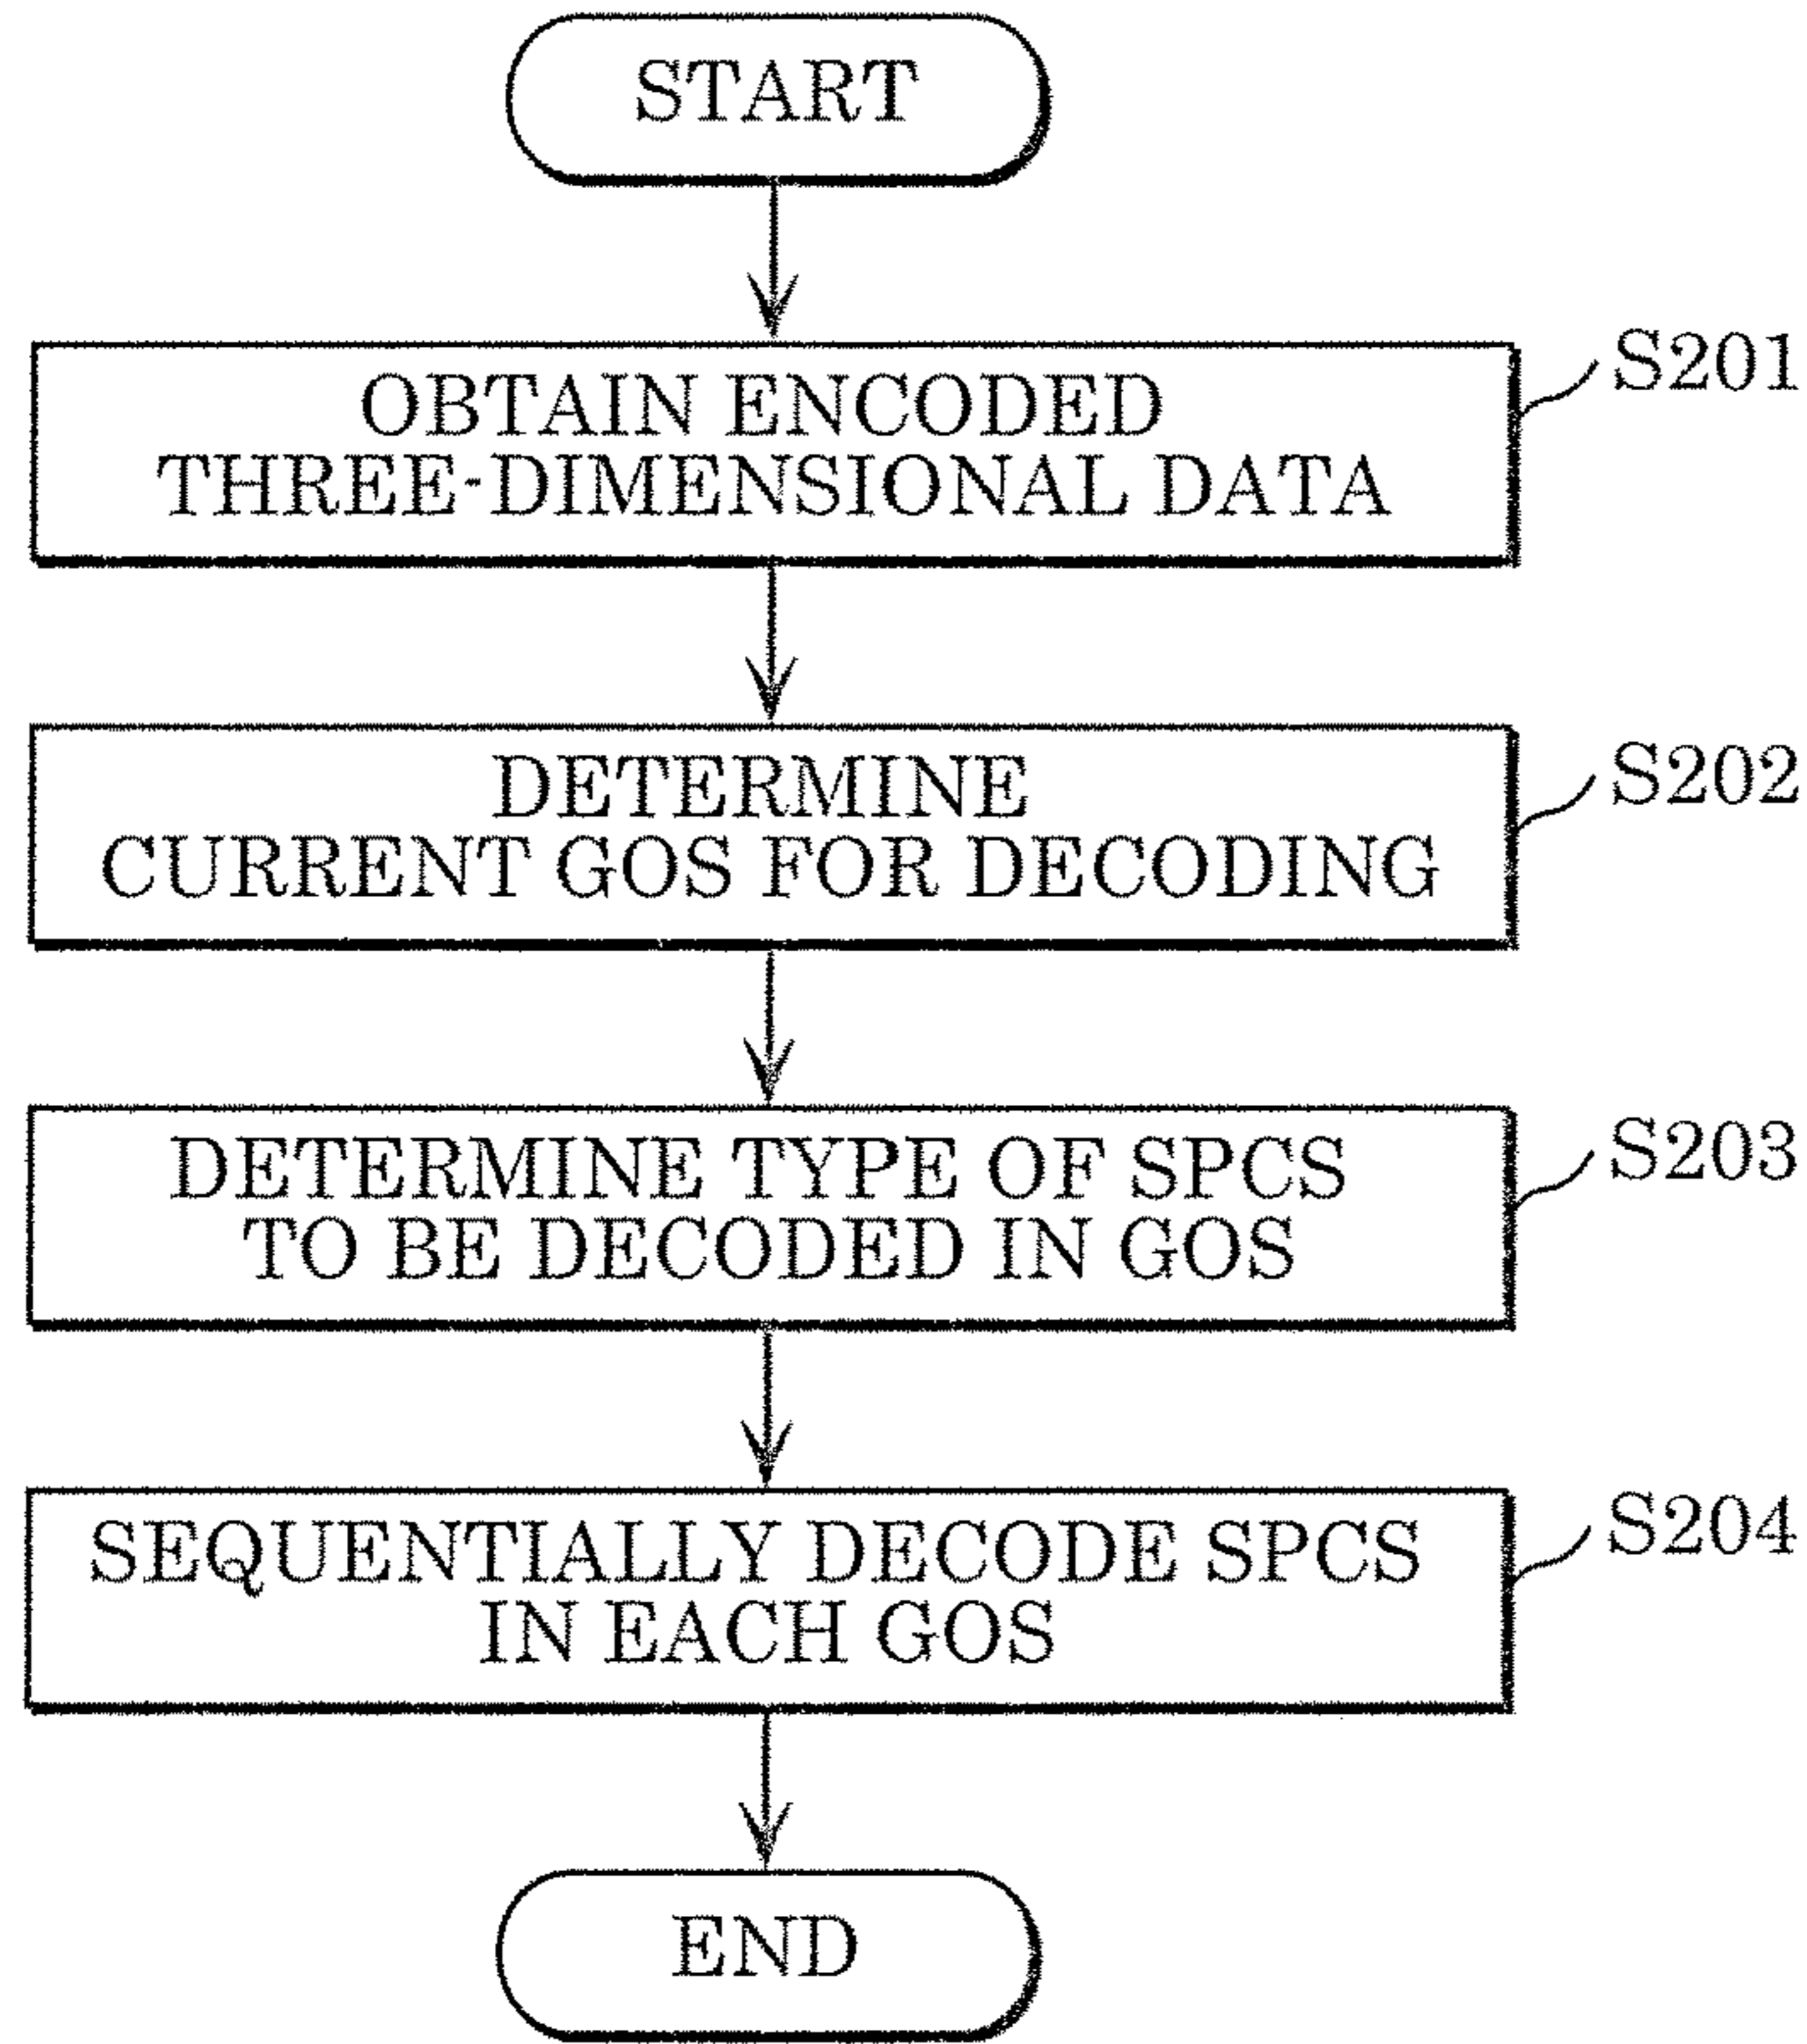 START
OBTAIN ENCODED
THREE-DIMENSIONAL DATA
S201
DETERMINE
CURRENT GOS FOR DECODING
S202
DETERMINE TYPE OF SPCS
TO BE DECODED IN GOS
S203
SEQUENTIALLY DECODE SPCS
IN EACH GOS
S204
END